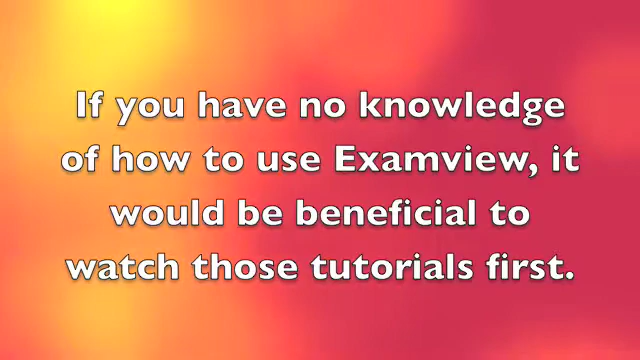 If you have no knowledge
of how to use Examview, it
would be beneficial to
watch those tutorials first.